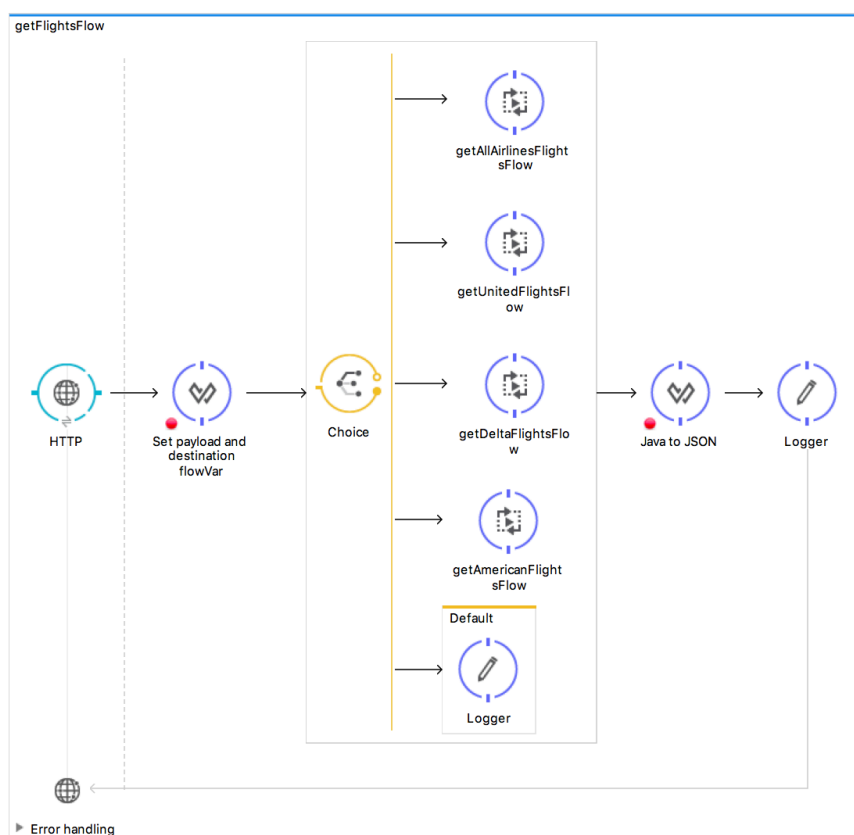 getFlightsFlow
getAllAirlinesFlight
sFlow
getUnitedFlightsFl
ow
HTTP
Set payload and
destination
flowVar
Choice
getDeltaFlightsFlo
w
Java to JSON
Logger
getAmericanFlight
sFlow
Default
Logger
Error handling